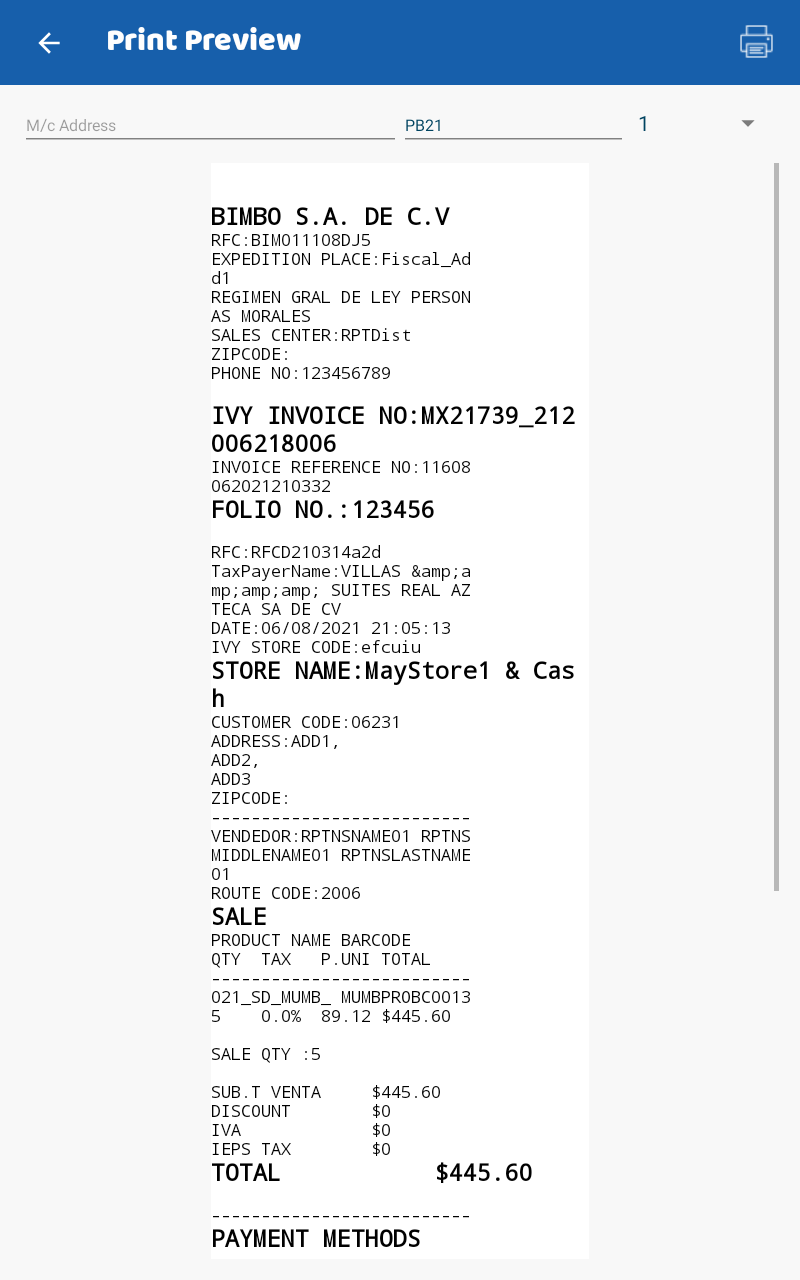 Print Preview
M/c Address
PB21
1
BIMBO S.A. DE C.V
RFC:BIM011108DJ5
EXPEDITION PLACE:Fiscal_Ad
d1
REGIMEN GRAL DE LEY PERSON
AS MORALES
SALES CENTER:RPTDist
ZIPCODE:
PHONE NO:123456789
IVY INVOICE NO:MX21739_212
006218006
INVOICE REFERENCE NO:11608
062021210332
FOLIO NO.:123456
RFC:RFCD210314a2d
TaxPayerName:VILLAS &amp;a
mp;amp;amp; SUITES REAL AZ
TECA SA DE CV
DATE:06/08/2021 21:05:13
IVY STORE CODE:efcuiu
STORE NAME:MayStore1 & Cas
h
CUSTOMER CODE:06231
ADDRESS:ADD1,
ADD2,
ADD3
ZIPCODE:
--------------------------
VENDEDOR:RPTNSNAME01 RPTNS
MIDDLENAME01 RPTNSLASTNAME
01
ROUTE CODE:2006
SALE
PRODUCT NAME BARCODE
QTY  TAX   P.UNI TOTAL
--------------------------
021_SD_MUMB_ MUMBPROBC0013
5    0.0%  89.12 $445.60
SALE QTY :5
SUB.T VENTA     $445.60
DISCOUNT        $0
IVA             $0
IEPS TAX        $0
TOTAL           $445.60
--------------------------
PAYMENT METHODS